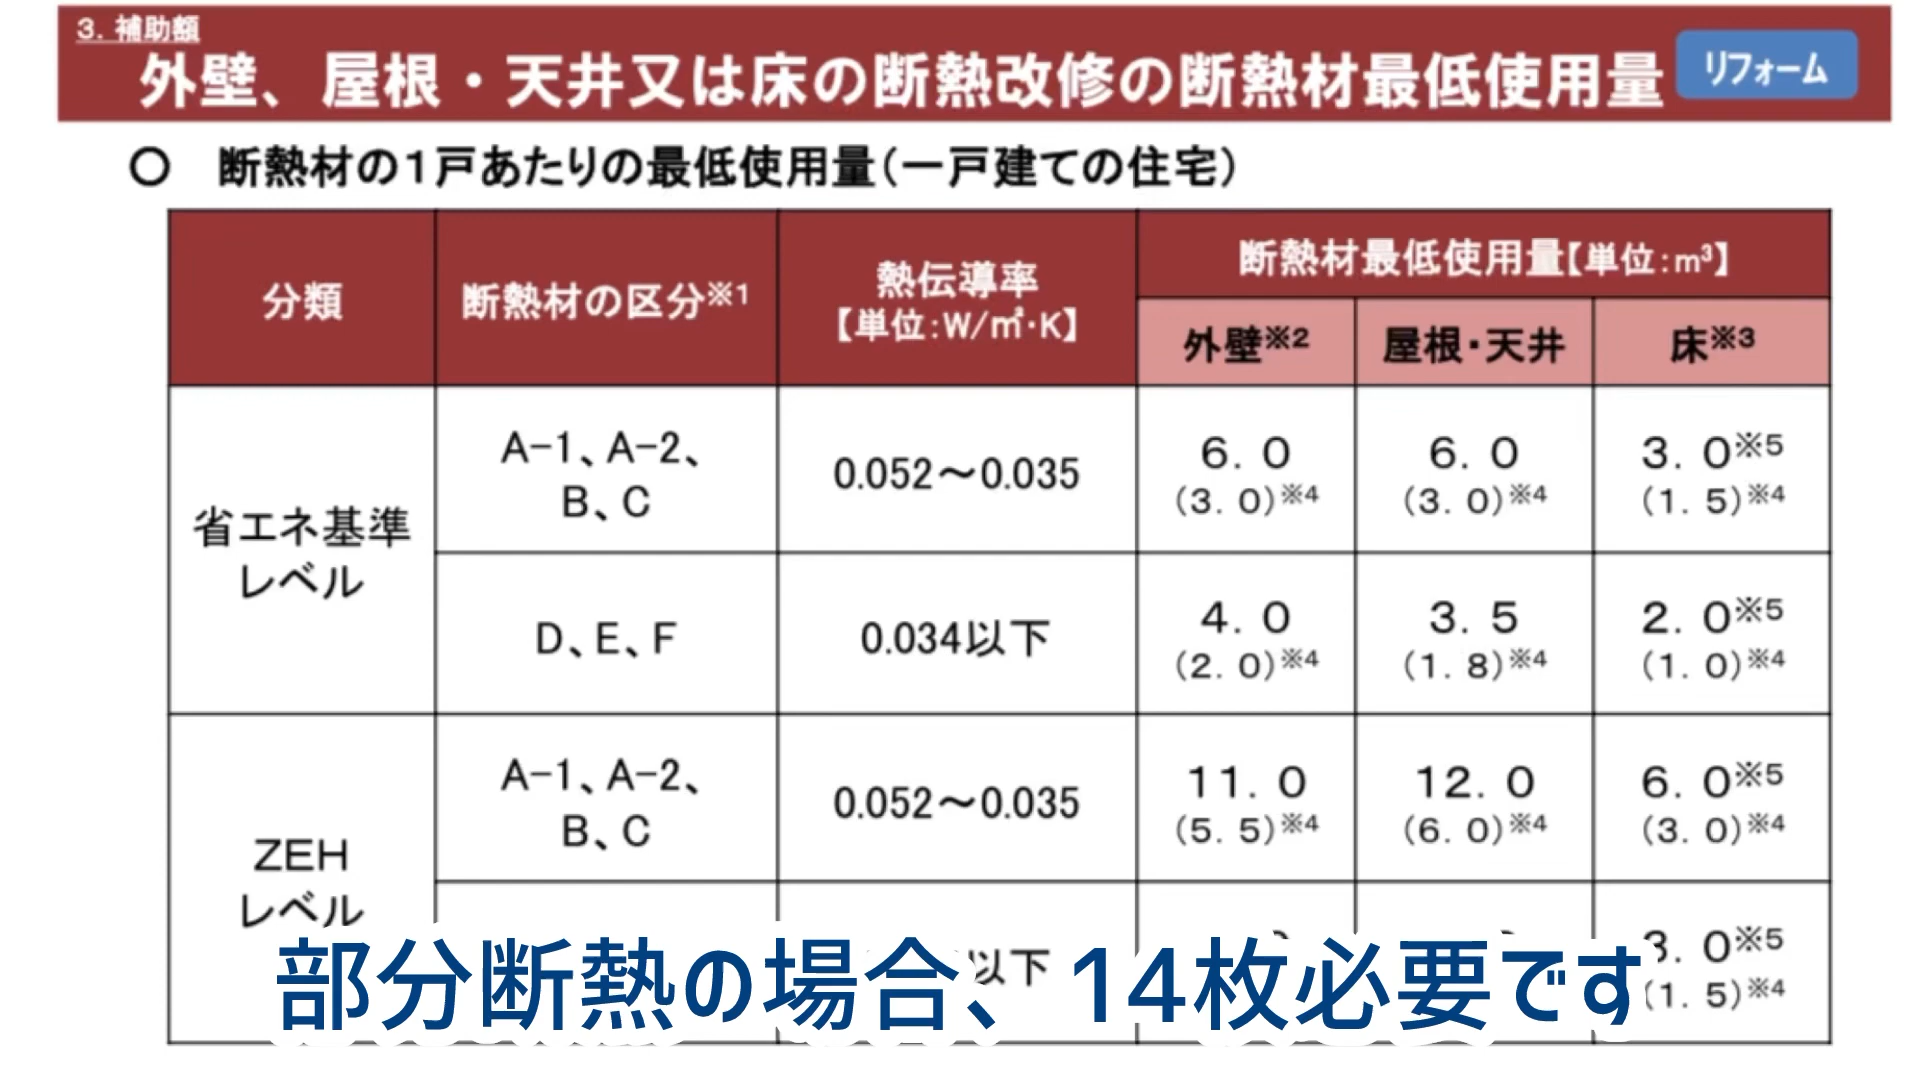 3. 補助額
外壁、屋根・天井又は床の断熱改修の断熱材最低使用量
リフォーム
○ 断熱材の1戸あたりの最低使用量(一戸建ての住宅)
分類
断熱材の区分※1
熱伝導率
【単位:W/㎡・K】
断熱材最低使用量【単位:m³】
外壁※2
屋根・天井
床※3
省エネ基準
レベル
A-1、A-2、
B、C
0.052~0.035
6.0
(3.0)※4
6.0
(3.0)※4
3.0※5
(1.5)※4
D、E、F
0.034以下
4.0
(2.0)※4
3.5
(1.8)※4
2.0※5
(1.0)※4
ZEH
レベル
A-1、A-2、
B、C
0.052~0.035
11.0
(5.5)※4
12.0
(6.0)※4
6.0※5
(3.0)※4
以下
3.0※5
(1.5)※4
部分断熱の場合、14枚必要です